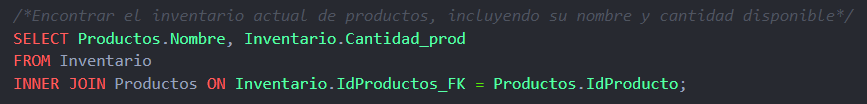 /*Encontrar el inventario actual de productos, incluyendo su nombre y cantidad disponible*/
SELECT Productos.Nombre, Inventario.Cantidad_prod
FROM Inventario
INNER JOIN Productos ON Inventario.IdProductos_FK = Productos.IdProducto;